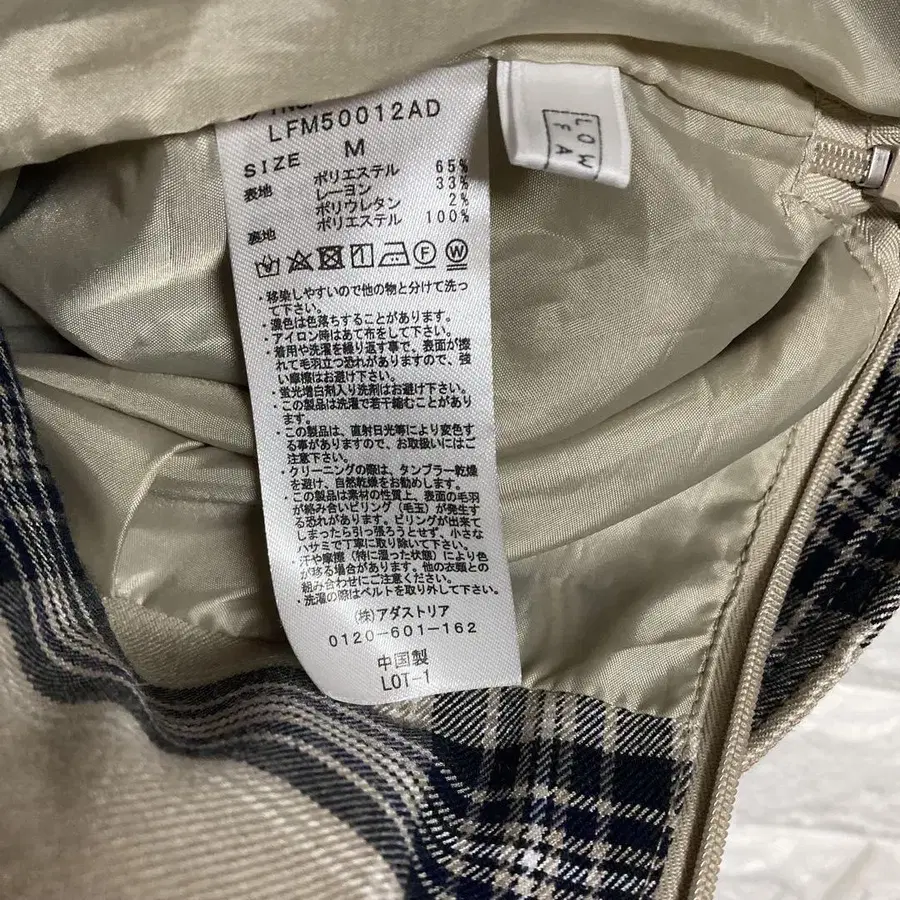 LFM50012AD
SIZE M
表地 ポリエステル 65%
レーヨン 33%
ポリウレタン 2%
裏地 ポリエステル 100%
F W
・移染しやすいので他の物と分けて洗っ
て下さい。
・濃色は色落ちすることがあります。
・アイロン時はあて布をして下さい。
・着用や洗濯を繰り返す事で、表面が擦
れて毛羽立つ恐れがありますので、強
い摩擦はお避け下さい。
・蛍光増白剤入り洗剤はお避け下さい。
・この製品は洗濯で若干縮むことがあり
ます。
・この製品は、直射日光等により変色す
る事がありますので、お取扱いにはご
注意下さい。
・クリーニングの際は、タンブラー乾燥
を避け、自然乾燥をお勧めします。
・この製品は素材の性質上、表面の毛羽
が絡み合いピリング(毛玉)が発生す
る恐れがあります。ピリングが出来て
しまったら引っ張ろうとせず、小さな
ハサミで丁寧に取り除いて下さい。
・汗や摩擦(特に湿った状態)により色
が移る場合があります。他の衣類との
組み合わせにご注意下さい。
・洗濯の際はベルトを取り外して下さい。
(株)アダストリア
0120-601-162
中国製
LOT-1
LOW
FA